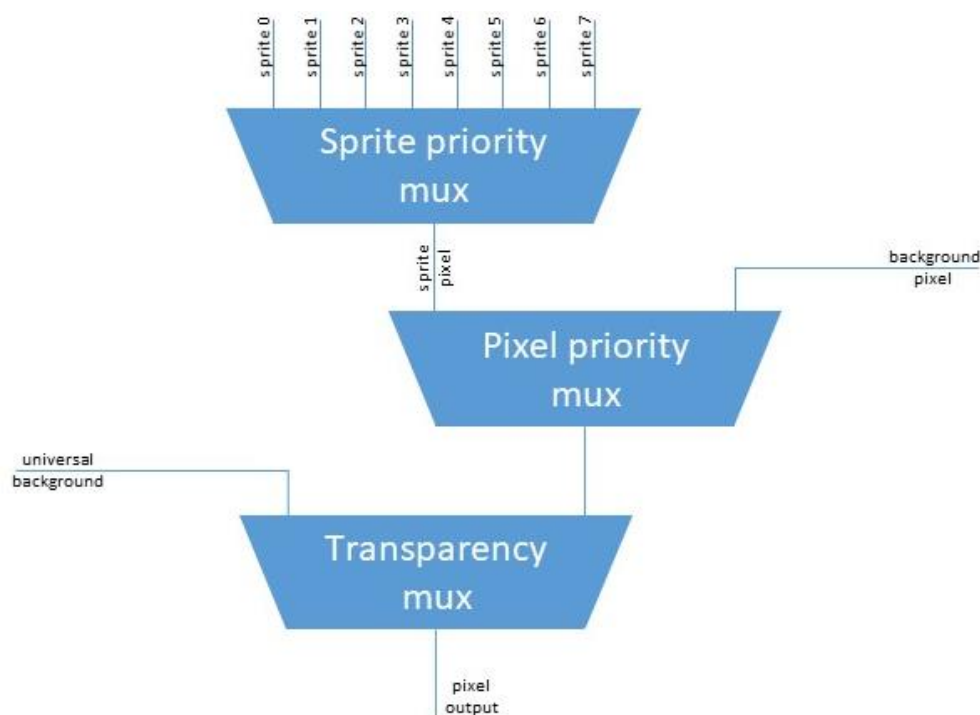 sprite 0
sprite 1
sprite 2
sprite 3
sprite 4
sprite 5
sprite 6
sprite 7
Sprite priority
mux
sprite
pixel
background
pixel
Pixel priority
mux
universal
background
Transparency
mux
pixel
output